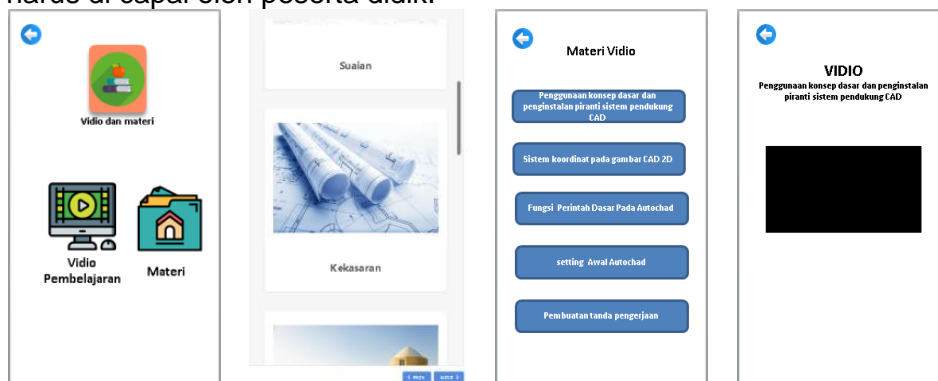 harus di capai oleh peserta didik.
Vidio dan materi
Vidio
Pembelajaran
Materi
Suaian
Kekasaran
< PREV
NEXT >
Materi Vidio
Penggunaan konsep dasar dan
penginstalan piranti sistem pendukung
CAD
Sistem koordinat pada gambar CAD 2D
Fungsi Perintah Dasar Pada Autochad
setting Awal Autochad
Pembuatan tanda pengerjaan
VIDIO
Penggunaan konsep dasar dan penginstalan
piranti sistem pendukung CAD